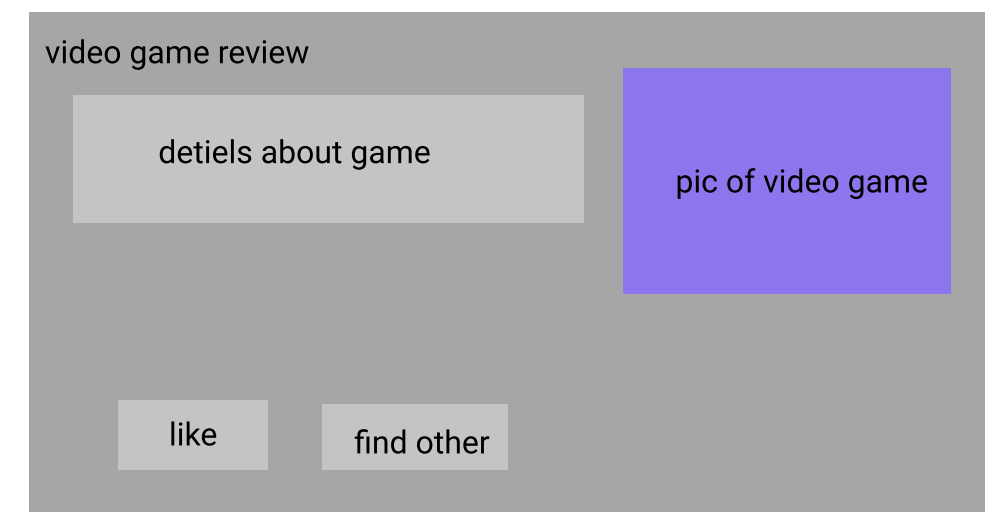 video game review
detiels about game
pic of video game
like
find other